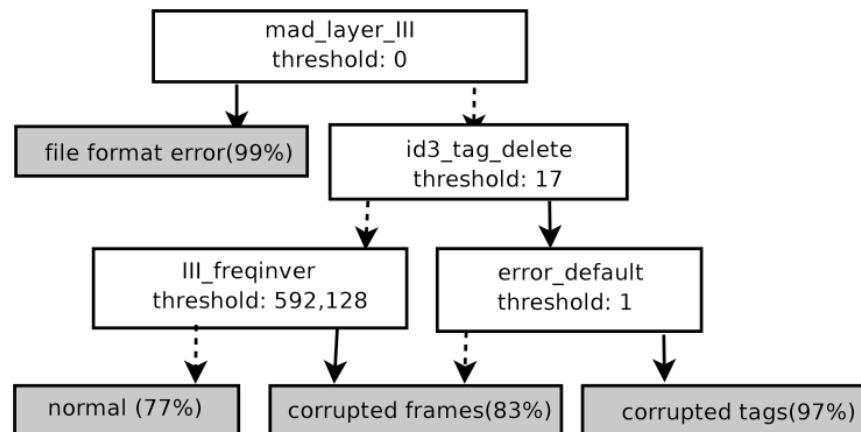 mad_layer_III
threshold: 0
file format error(99%)
id3_tag_delete
threshold: 17
III_freqinver
threshold: 592,128
error_default
threshold: 1
normal (77%)
corrupted frames(83%)
corrupted tags(97%)